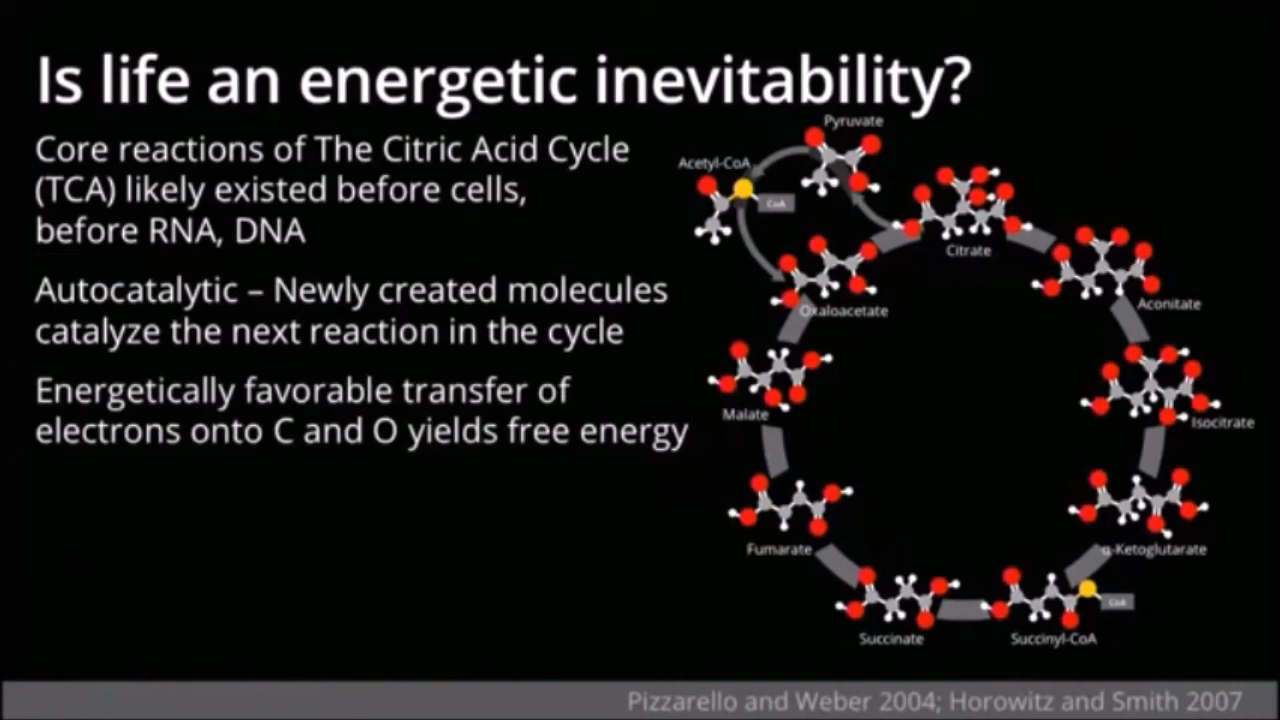 Is life an energetic inevitability?
Core reactions of The Citric Acid Cycle
(TCA) likely existed before cells,
before RNA, DNA
Autocatalytic – Newly created molecules
catalyze the next reaction in the cycle
Energetically favorable transfer of
electrons onto C and O yields free energy
Pyruvate
Acetyl-CoA
CoA
Citrate
Oxaloacetate
Aconitate
Malate
Isocitrate
Fumarate
α-Ketoglutarate
CoA
Succinate
Succinyl-CoA
Pizzarello and Weber 2004; Horowitz and Smith 2007